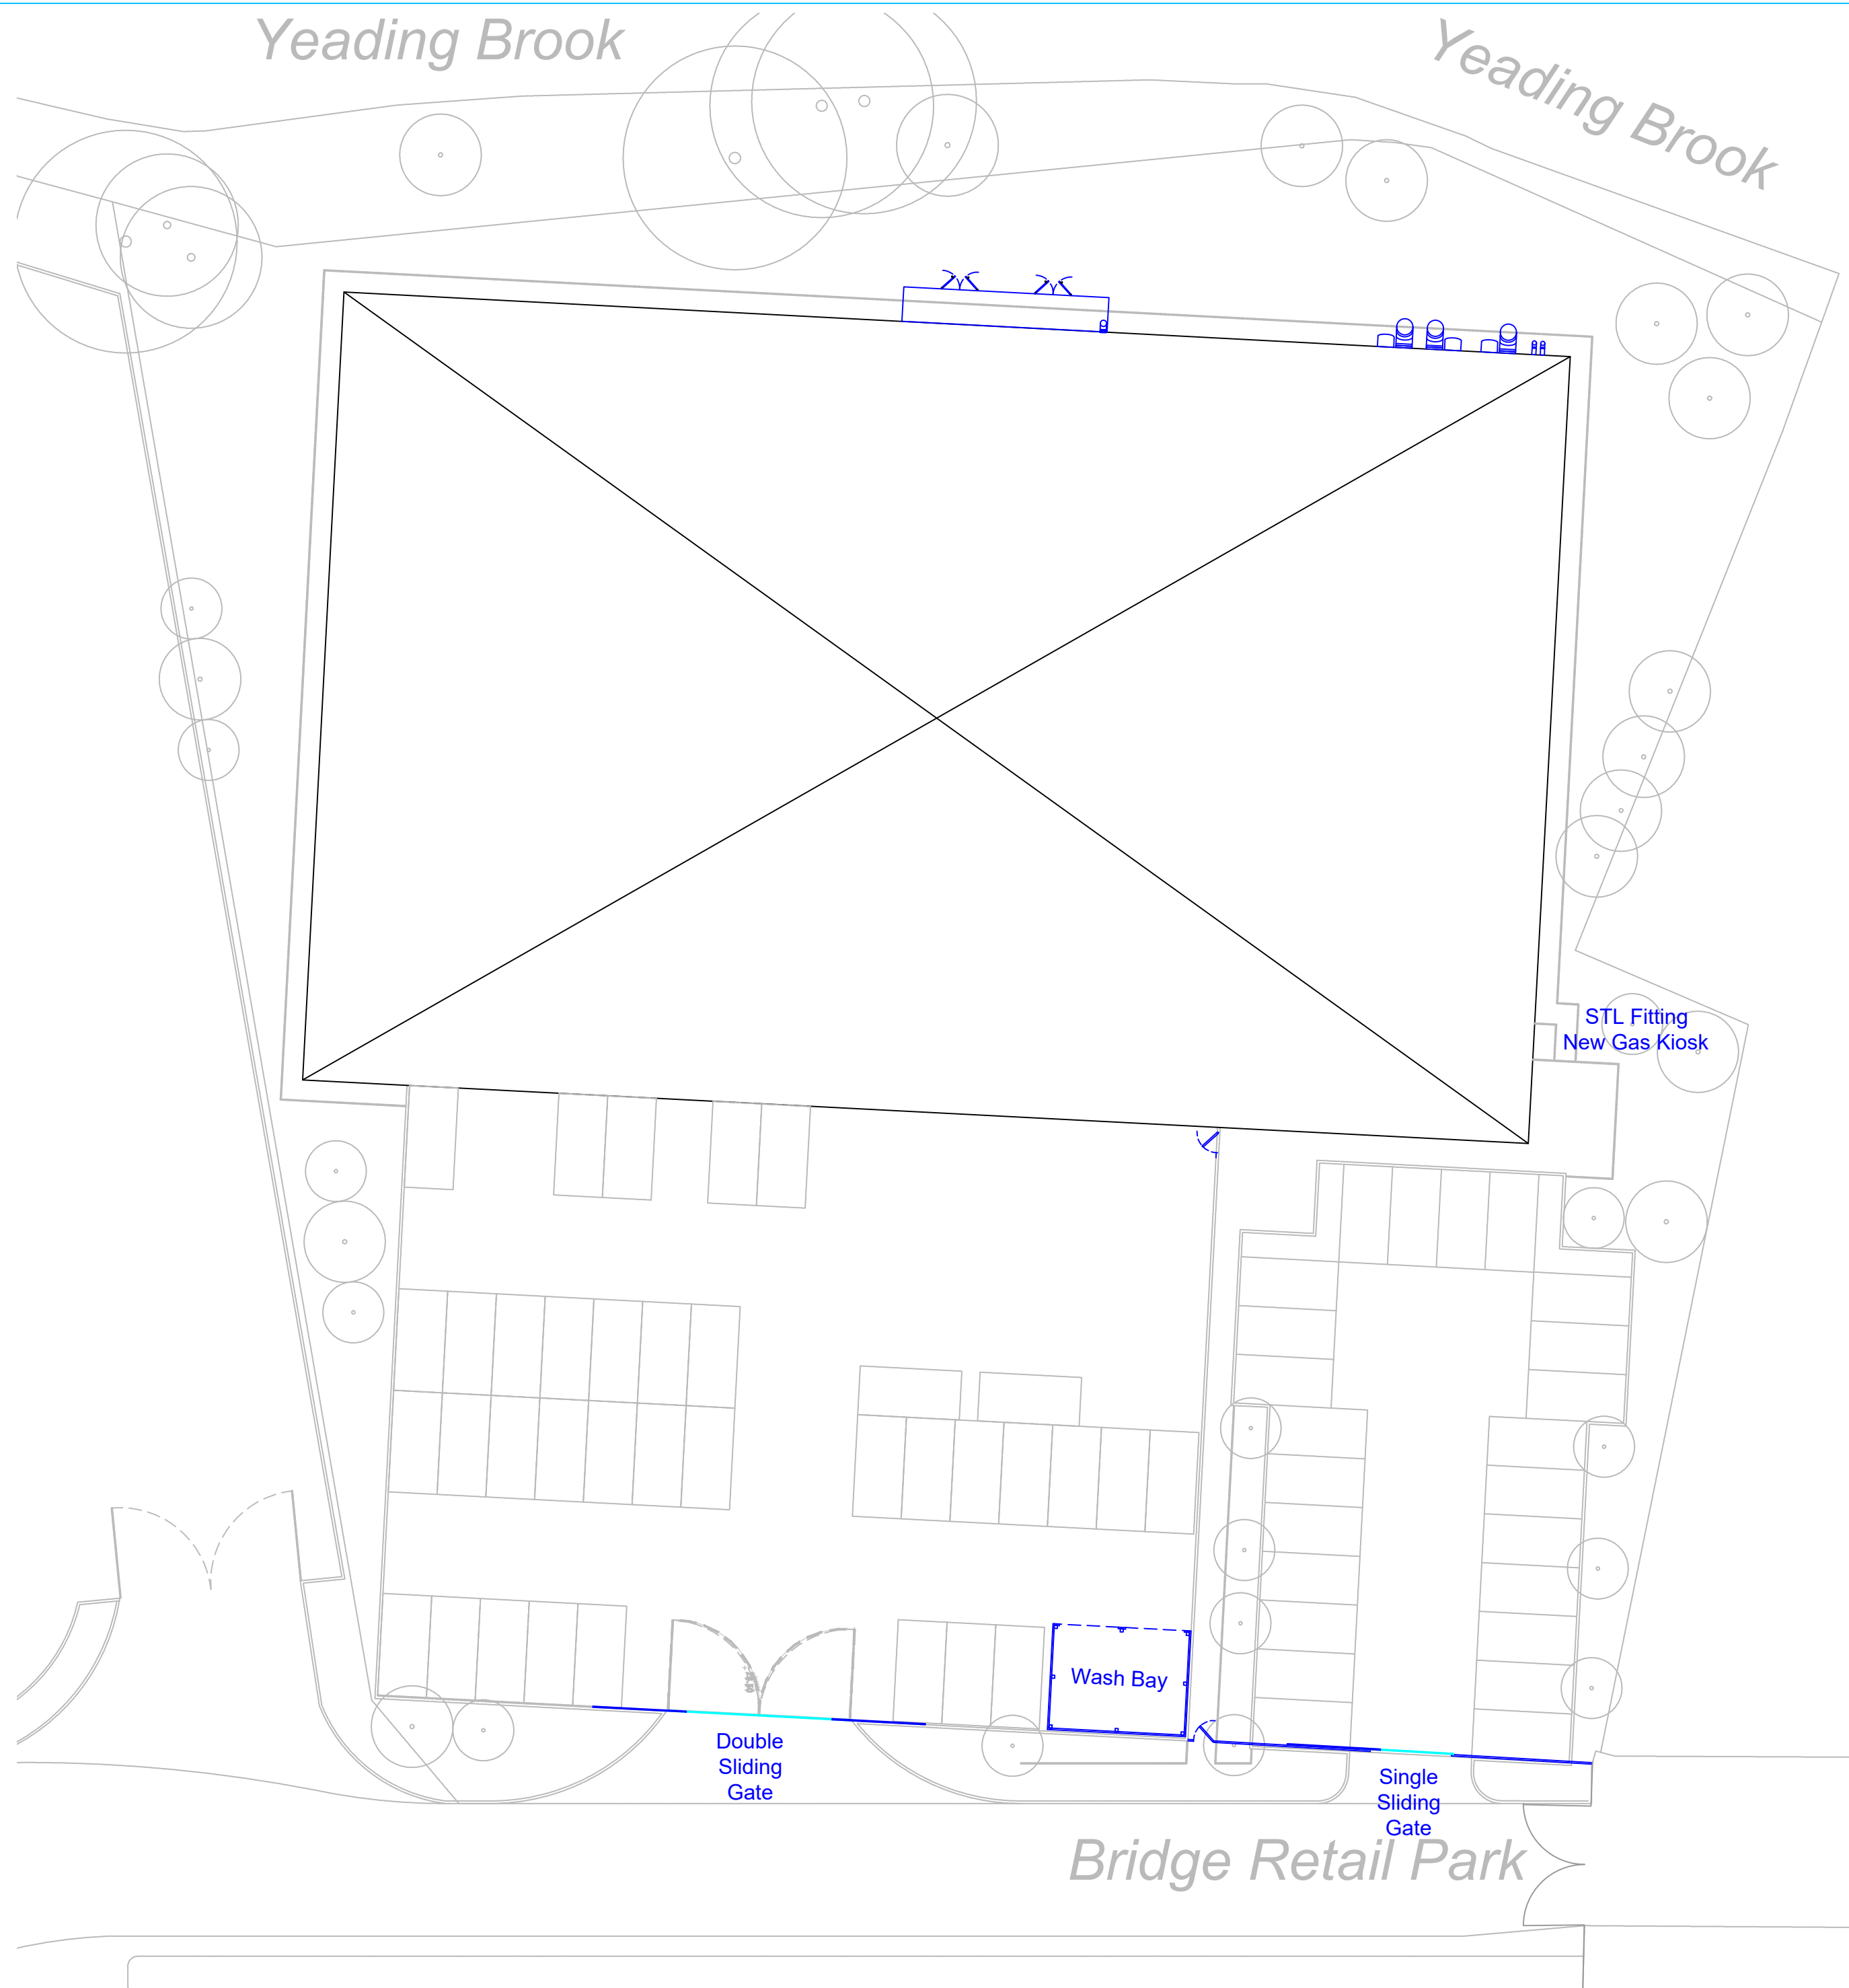 Yeading Brook
Yeading Brook
STL Fitting
New Gas Kiosk
Wash Bay
Double
Sliding
Gate
Single
Sliding
Gate
Bridge Retail Park